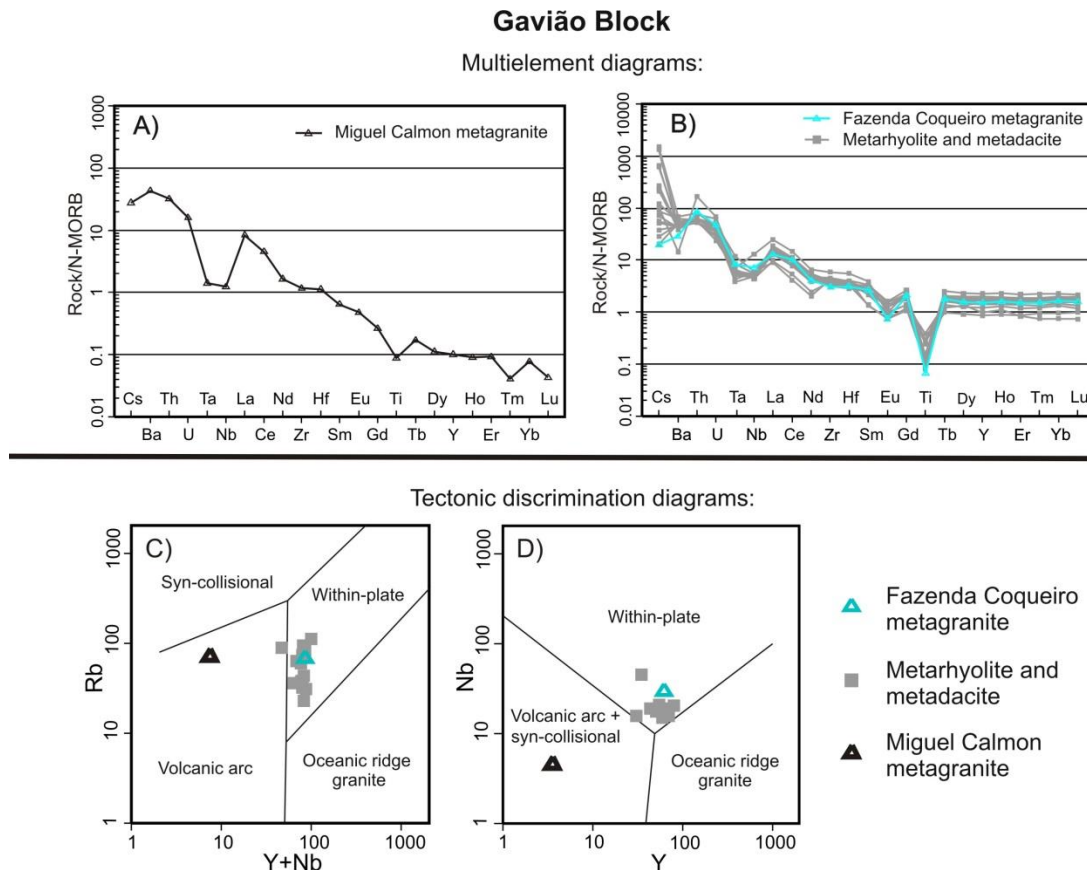 Gavião Block
Multielement diagrams:
A)
Miguel Calmon metagranite
Rock/N-MORB
1000
100
10
1
0.1
0.01
Cs Th Ta La Nd Hf Eu Ti Dy Ho Tm Lu
Ba U Nb Ce Zr Sm Gd Tb Y Er Yb
B)
Fazenda Coqueiro metagranite
Metarhyolite and metadacite
Rock/N-MORB
10000
1000
100
10
1
0.1
0.01
Cs Th Ta La Nd Hf Eu Ti Dy Ho Tm Lu
Ba U Nb Ce Zr Sm Gd Tb Y Er Yb
Tectonic discrimination diagrams:
C)
Syn-collisional
Within-plate
Volcanic arc
Oceanic ridge
granite
Rb
1000
100
10
1
1 10 100 1000
Y+Nb
D)
Within-plate
Volcanic arc +
syn-collisional
Oceanic ridge
granite
Nb
1000
100
10
1
1 10 100 1000
Y
Fazenda Coqueiro
metagranite
Metarhyolite and
metadacite
Miguel Calmon
metagranite